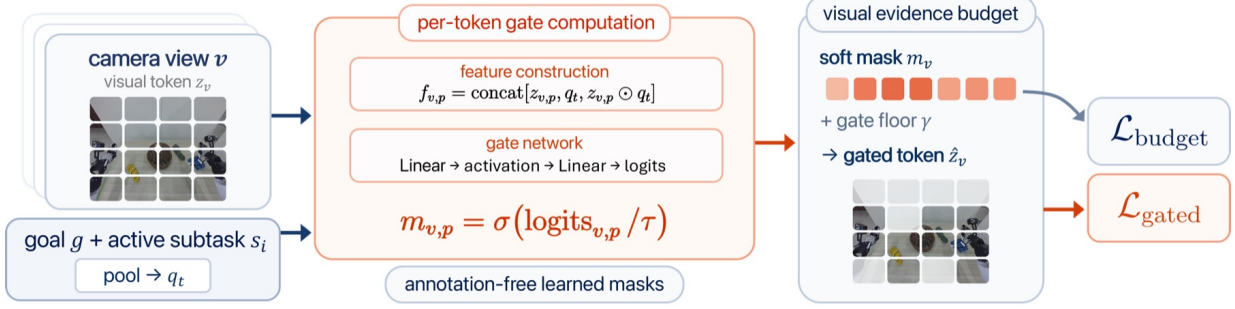 camera view v
visual token z_v
goal g + active subtask s_i
pool → q_t
per-token gate computation
feature construction
f_{v,p} = concat[z_{v,p}, q_t, z_{v,p} ⊙ q_t]
gate network
Linear → activation → Linear → logits
m_{v,p} = σ(logits_{v,p} / τ)
annotation-free learned masks
visual evidence budget
soft mask m_v
+ gate floor γ
→ gated token ẑ_v
ℒ_budget
ℒ_gated